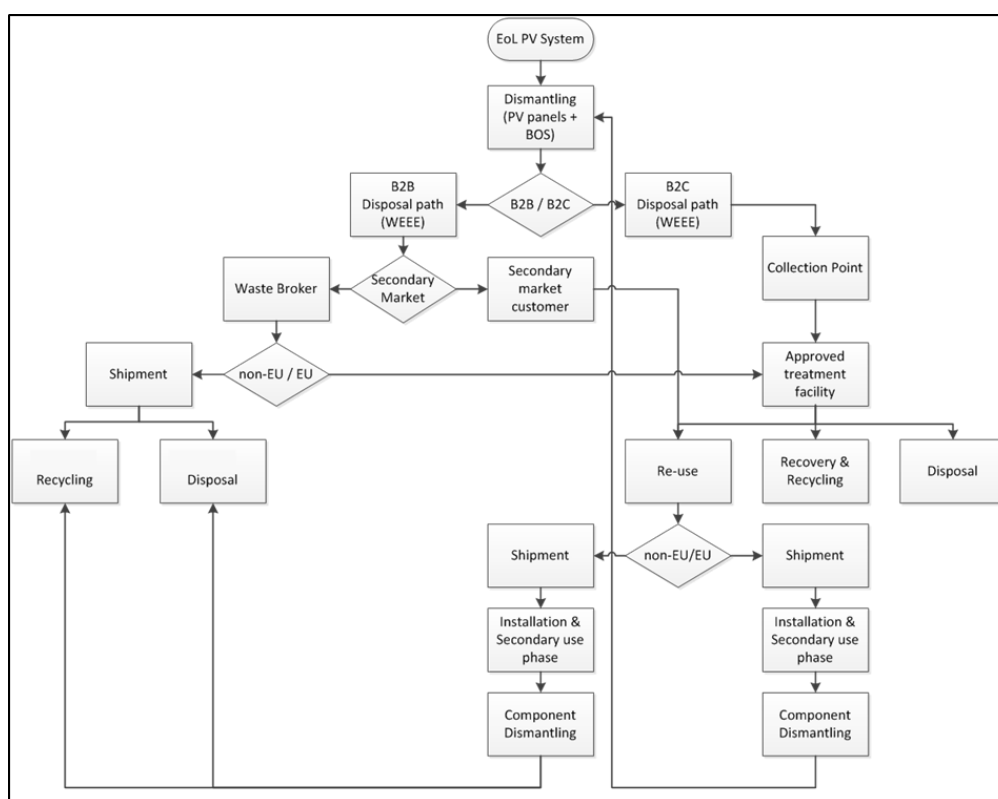 EoL PV System
Dismantling
(PV panels +
BOS)
B2B
Disposal path
(WEEE)
B2B / B2C
B2C
Disposal path
(WEEE)
Collection Point
Waste Broker
Secondary
Market
Secondary
market
customer
Shipment
non-EU / EU
Approved
treatment
facility
Recycling
Disposal
Re-use
Recovery &
Recycling
Disposal
Shipment
non-EU/EU
Shipment
Installation &
Secondary use
phase
Installation &
Secondary use
phase
Component
Dismantling
Component
Dismantling